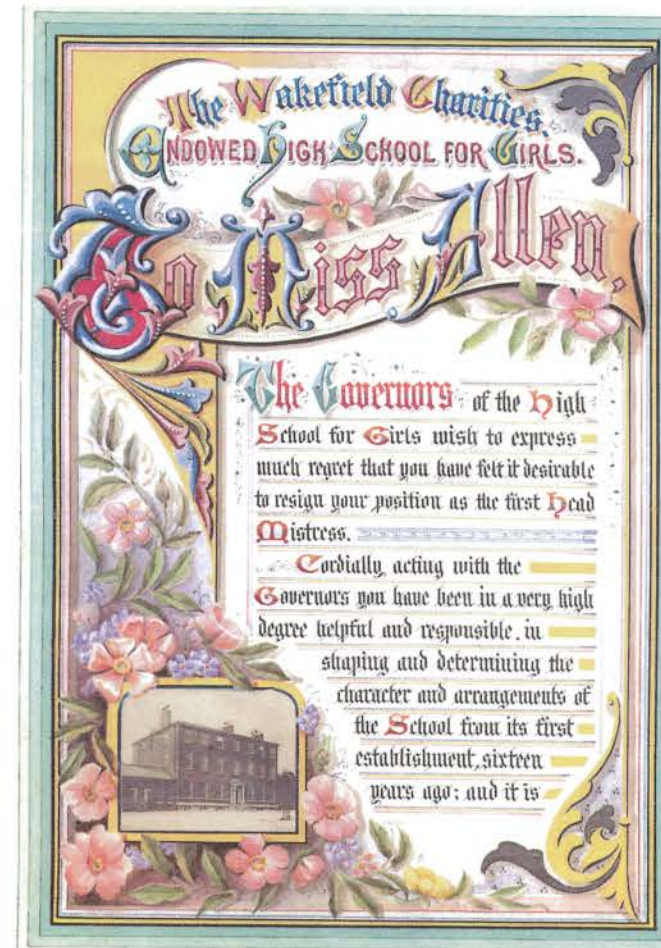 The Wakefield Charities.
ENDOWED HIGH SCHOOL FOR GIRLS.
To Miss Allen,
The Governors of the High
School for Girls wish to express
much regret that you have felt it desirable
to resign your position as the first Head
Mistress.
Cordially acting with the
Governors you have been in a very high
degree helpful and responsible. in
shaping and determining the
character and arrangements of
the School from its first
establishment, sixteen
years ago; and it is